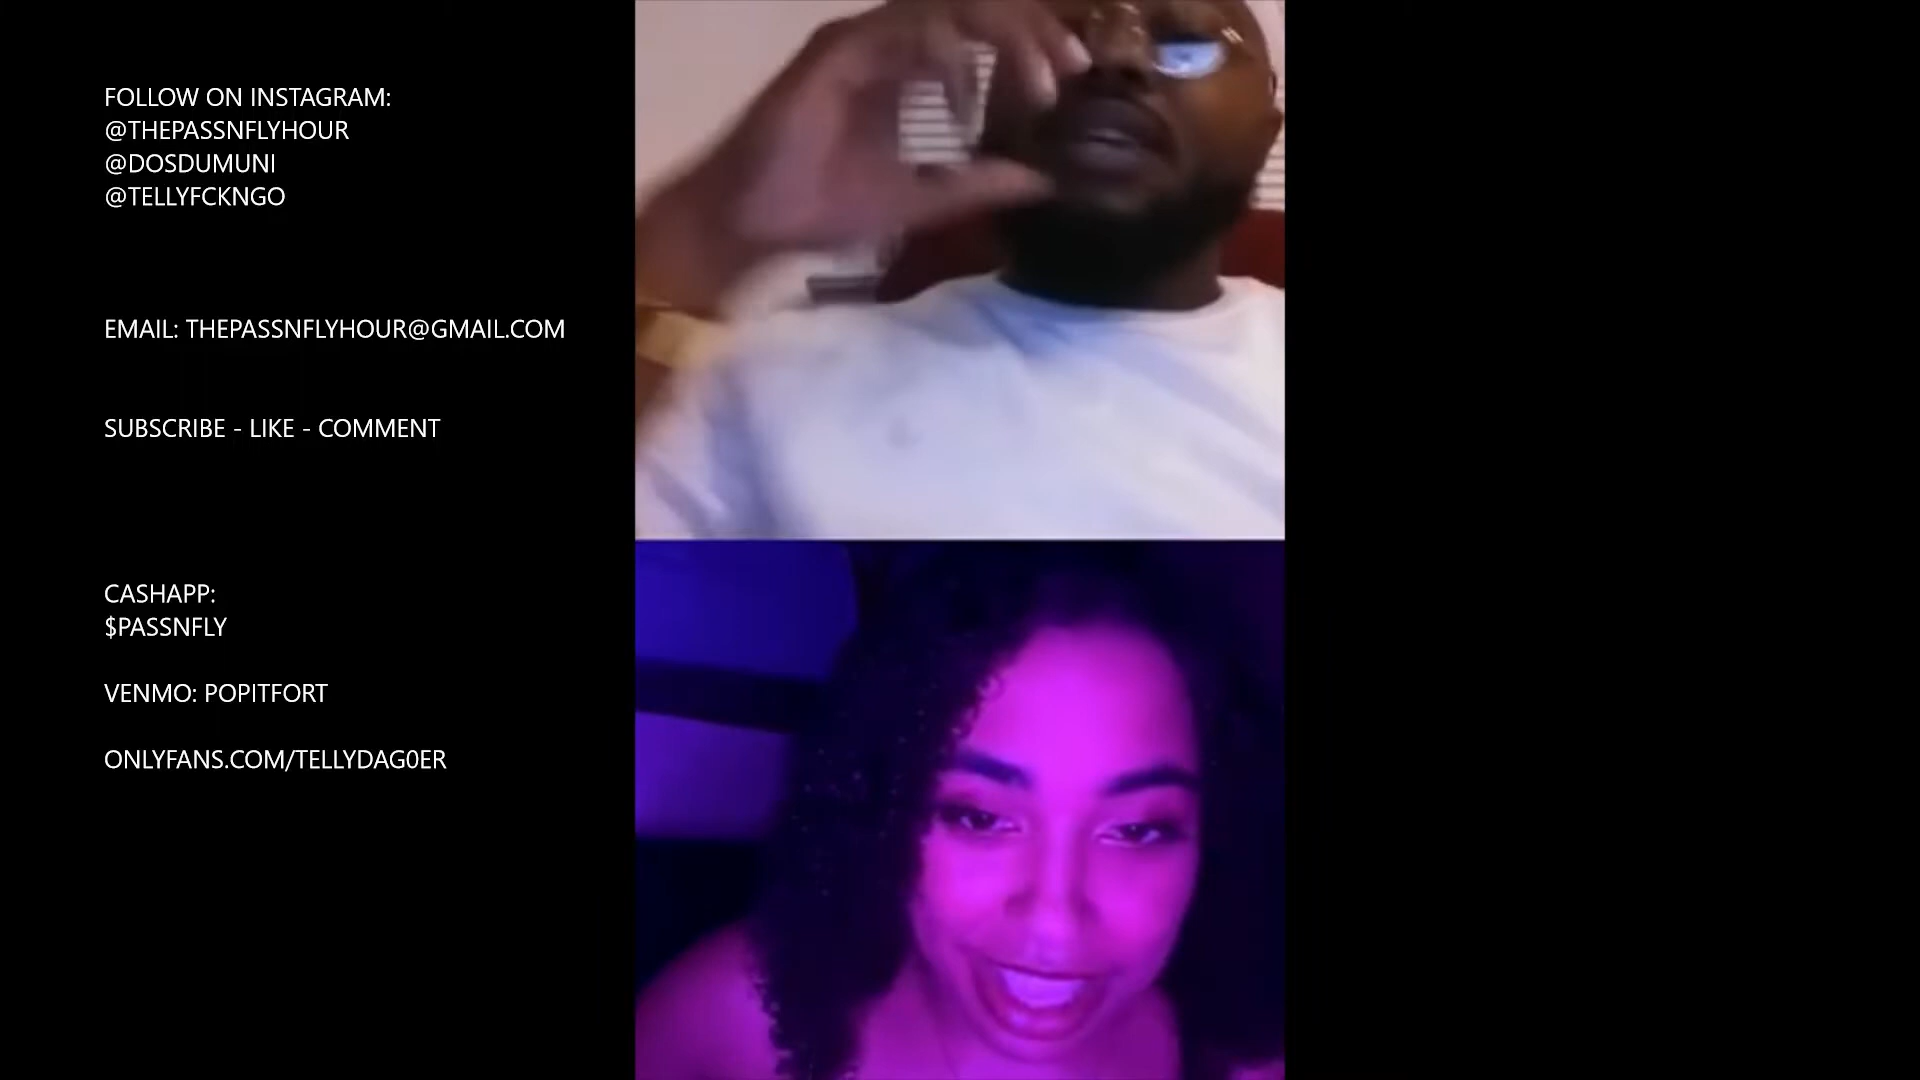 FOLLOW ON INSTAGRAM:
@THEPASSNFLYHOUR
@DOSDUMUNI
@TELLYFCKNGO
EMAIL: THEPASSNFLYHOUR@GMAIL.COM
SUBSCRIBE - LIKE - COMMENT
CASHAPP:
$PASSNFLY
VENMO: POPITFORT
ONLYFANS.COM/TELLYDAG0ER